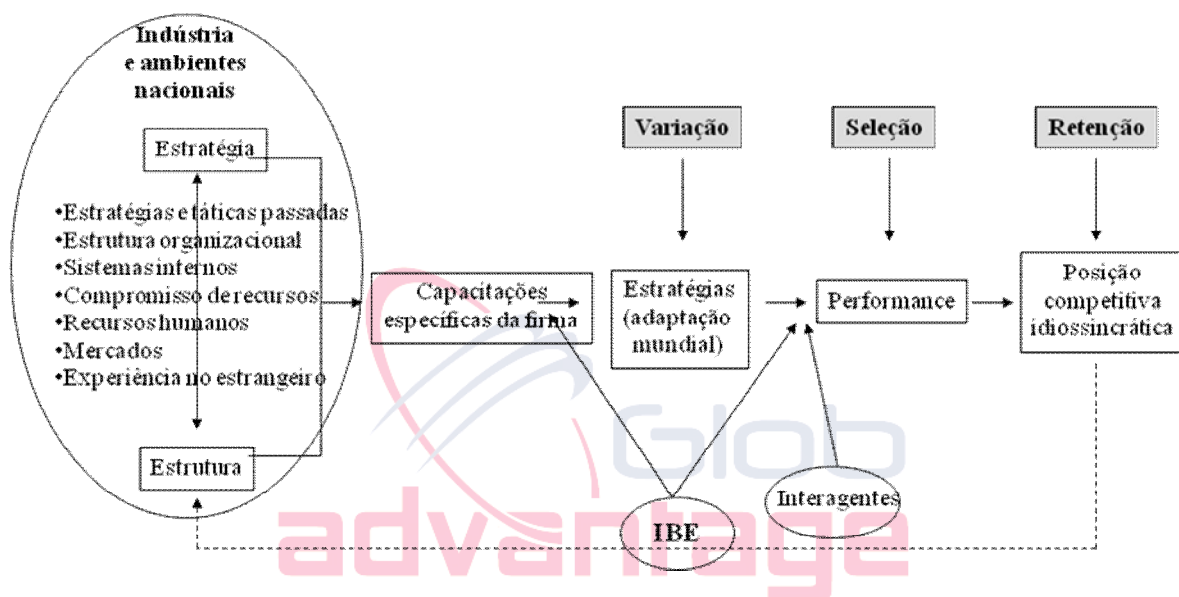 Indústria
e ambientes
nacionais
Estratégia
•Estratégias e táticas passadas
•Estrutura organizacional
•Sistemas internos
•Compromisso de recursos
•Recursos humanos
•Mercados
•Experiência no estrangeiro
Estrutura
Capacitações
específicas da firma
Variação
Estratégias
(adaptação
mundial)
Seleção
Performance
Retenção
Posição
competitiva
idiossincrática
IBE
Interagentes
Glob
advantage